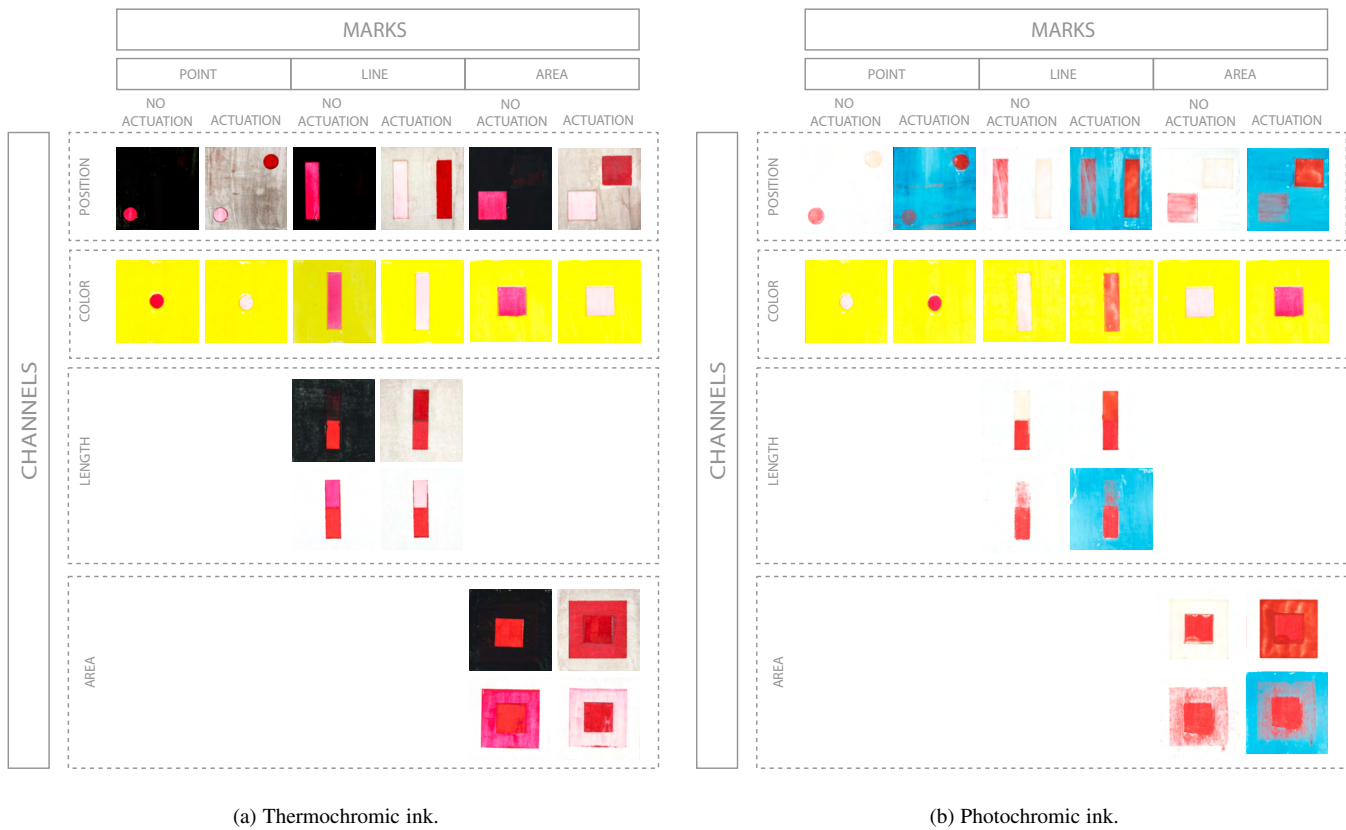 MARKS
POINT
LINE
AREA
NO
ACTUATION
ACTUATION
NO
ACTUATION
ACTUATION
NO
ACTUATION
ACTUATION
CHANNELS
POSITION
COLOR
LENGTH
AREA
(a) Thermochromic ink.
MARKS
POINT
LINE
AREA
NO
ACTUATION
ACTUATION
NO
ACTUATION
ACTUATION
NO
ACTUATION
ACTUATION
CHANNELS
POSITION
COLOR
LENGTH
AREA
(b) Photochromic ink.